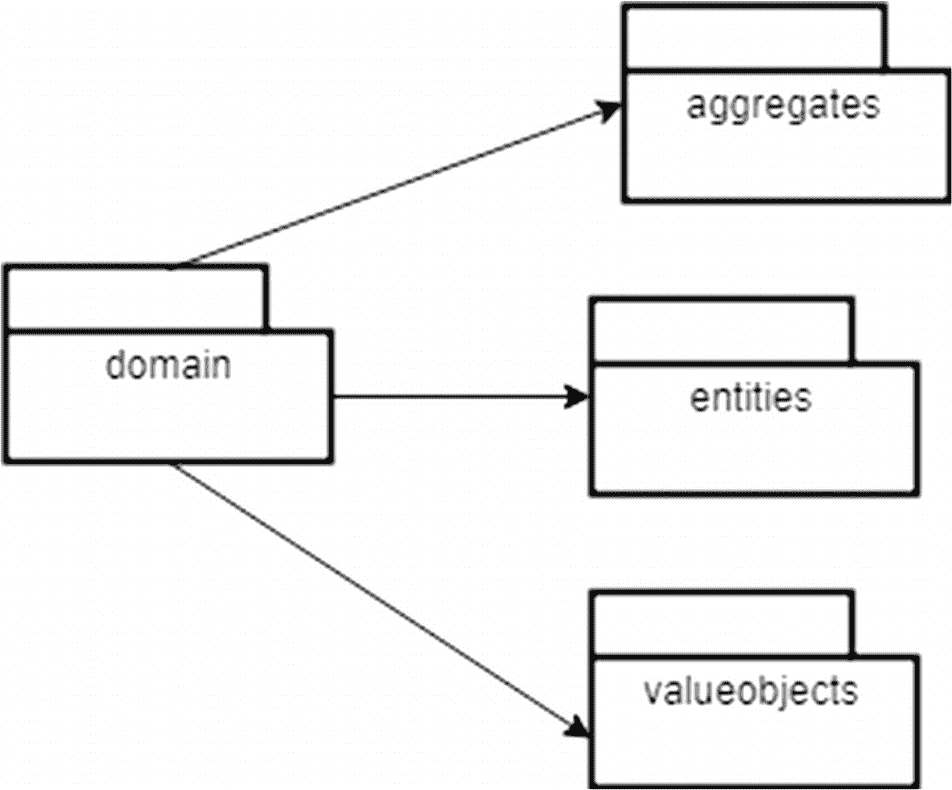 aggregates
domain
entities
valueobjects